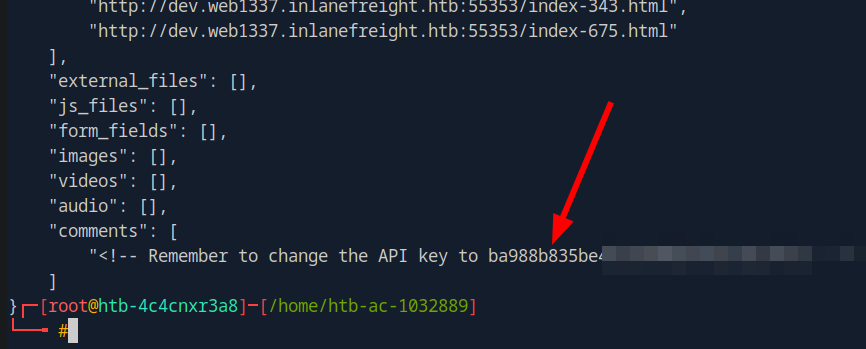 "http://dev.web1337.inlanefreight.htb:55353/index-343.html",
"http://dev.web1337.inlanefreight.htb:55353/index-675.html"
],
"external_files": [],
"js_files": [],
"form_fields": [],
"images": [],
"videos": [],
"audio": [],
"comments": [
"<!-- Remember to change the API key to ba988b835be4
]
}┌─[root@htb-4c4cnxr3a8]─[/home/htb-ac-1032889]
└──╼ #